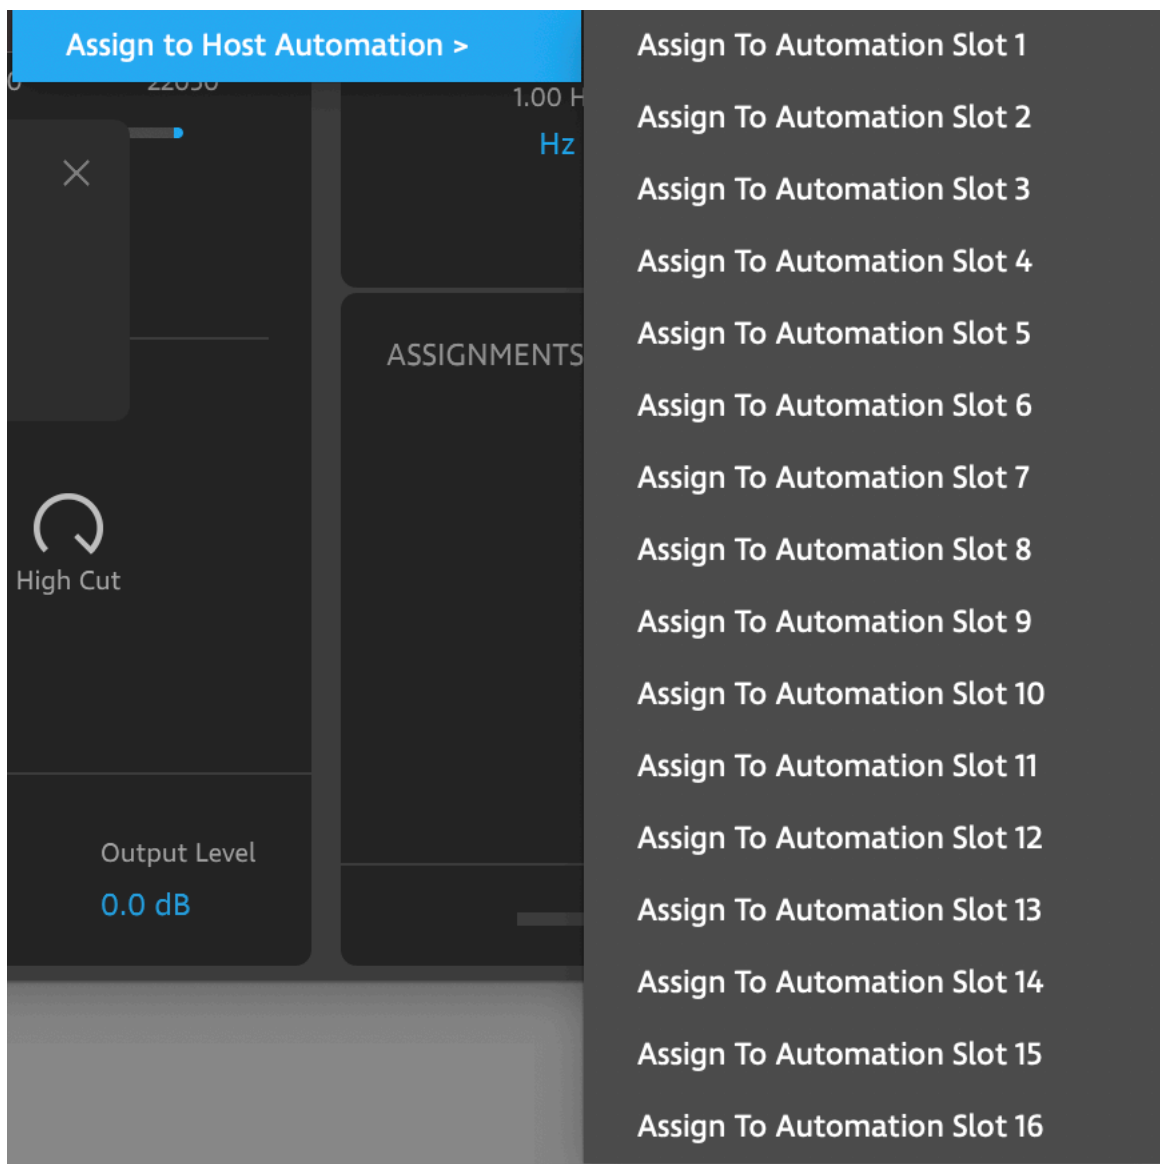 Assign to Host Automation >
Assign To Automation Slot 1
22050
1.00 H
Hz
Assign To Automation Slot 2
Assign To Automation Slot 3
Assign To Automation Slot 4
Assign To Automation Slot 5
ASSIGNMENTS
Assign To Automation Slot 6
Assign To Automation Slot 7
Assign To Automation Slot 8
High Cut
Assign To Automation Slot 9
Assign To Automation Slot 10
Assign To Automation Slot 11
Output Level
Assign To Automation Slot 12
0.0 dB
Assign To Automation Slot 13
Assign To Automation Slot 14
Assign To Automation Slot 15
Assign To Automation Slot 16